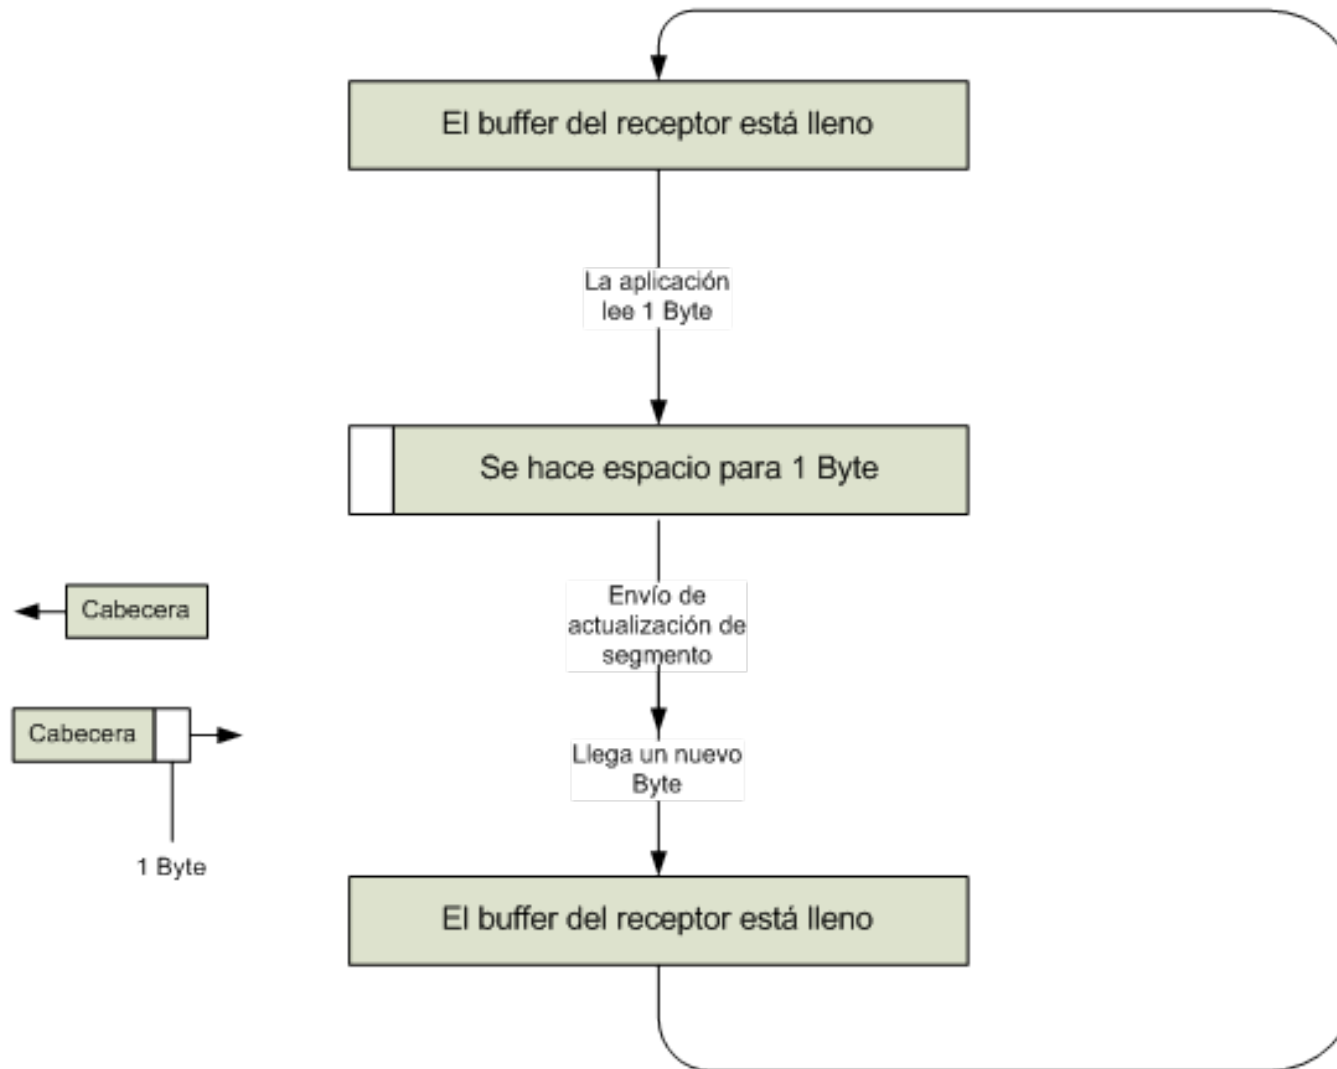 El buffer del receptor está lleno
La aplicación
lee 1 Byte
Se hace espacio para 1 Byte
Envío de
actualización de
segmento
Cabecera
Cabecera
1 Byte
Llega un nuevo
Byte
El buffer del receptor está lleno